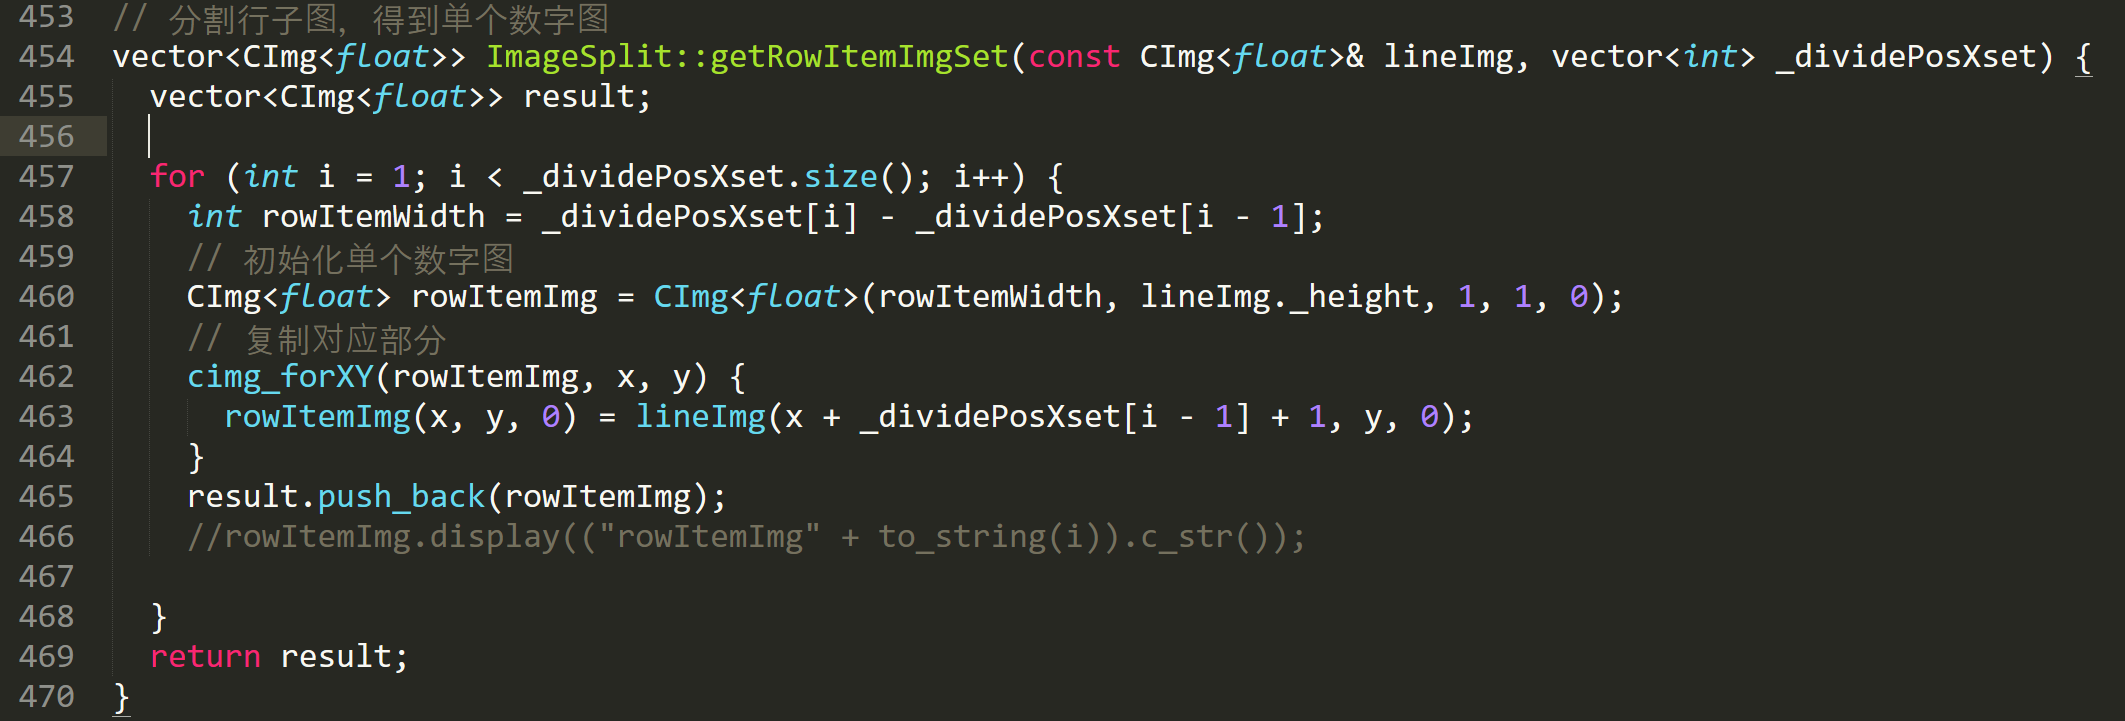 453 // 分割行子图，得到单个数字图
454 vector<CImg<float>> ImageSplit::getRowItemImgSet(const CImg<float>& lineImg, vector<int> _dividePosXset) {
455   vector<CImg<float>> result;
456
457   for (int i = 1; i < _dividePosXset.size(); i++) {
458     int rowItemWidth = _dividePosXset[i] - _dividePosXset[i - 1];
459     // 初始化单个数字图
460     CImg<float> rowItemImg = CImg<float>(rowItemWidth, lineImg._height, 1, 1, 0);
461     // 复制对应部分
462     cimg_forXY(rowItemImg, x, y) {
463       rowItemImg(x, y, 0) = lineImg(x + _dividePosXset[i - 1] + 1, y, 0);
464     }
465     result.push_back(rowItemImg);
466     //rowItemImg.display(("rowItemImg" + to_string(i)).c_str());
467
468   }
469   return result;
470 }